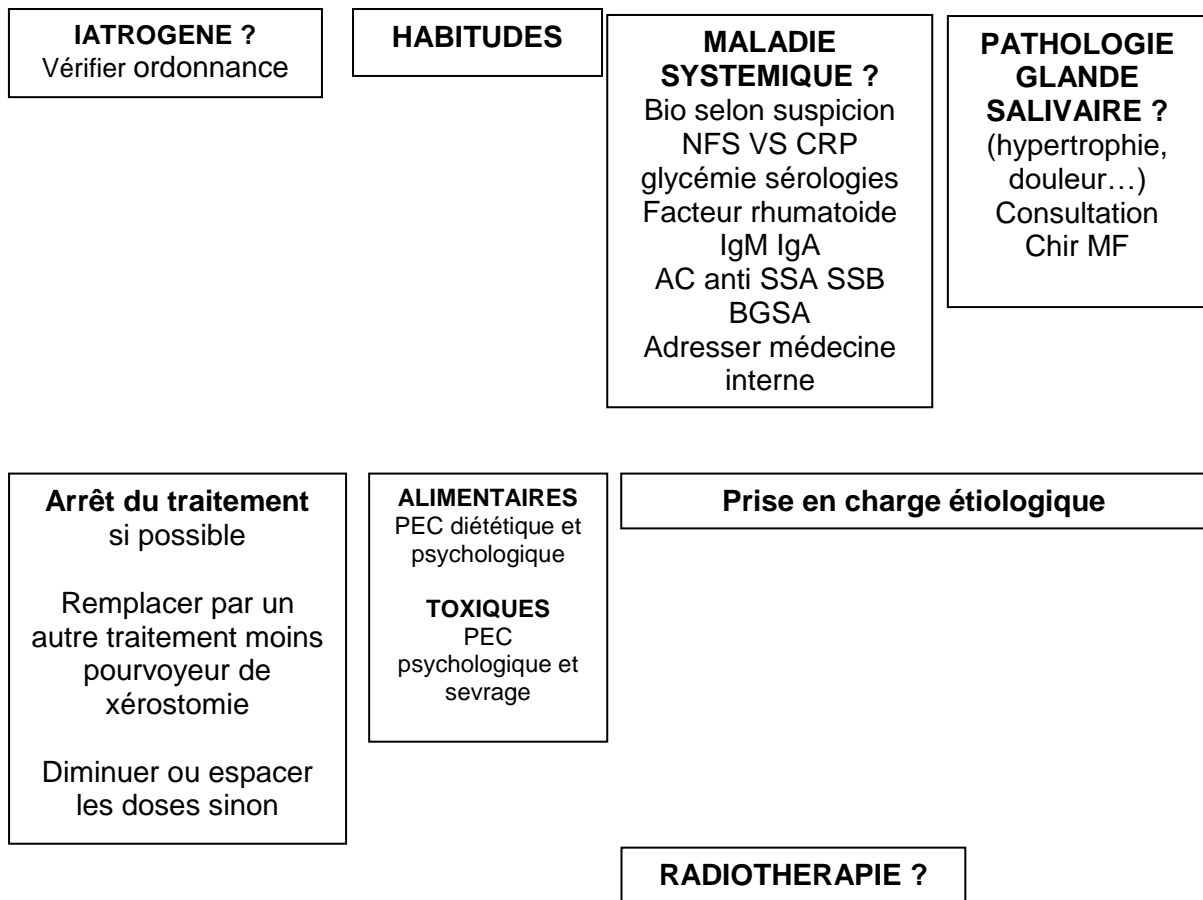 IATROGENE ?
Vérifier ordonnance
HABITUDES
MALADIE
SYSTEMIQUE ?
Bio selon suspicion
NFS VS CRP
glycémie sérologies
Facteur rhumatoide
IgM IgA
AC anti SSA SSB
BGSA
Adresser médecine
interne
PATHOLOGIE
GLANDE
SALIVAIRE ?
(hypertrophie,
douleur…)
Consultation
Chir MF
Arrêt du traitement
si possible
Remplacer par un
autre traitement moins
pourvoyeur de
xérostomie
Diminuer ou espacer
les doses sinon
ALIMENTAIRES
PEC diététique et
psychologique
TOXIQUES
PEC
psychologique et
sevrage
Prise en charge étiologique
RADIOTHERAPIE ?